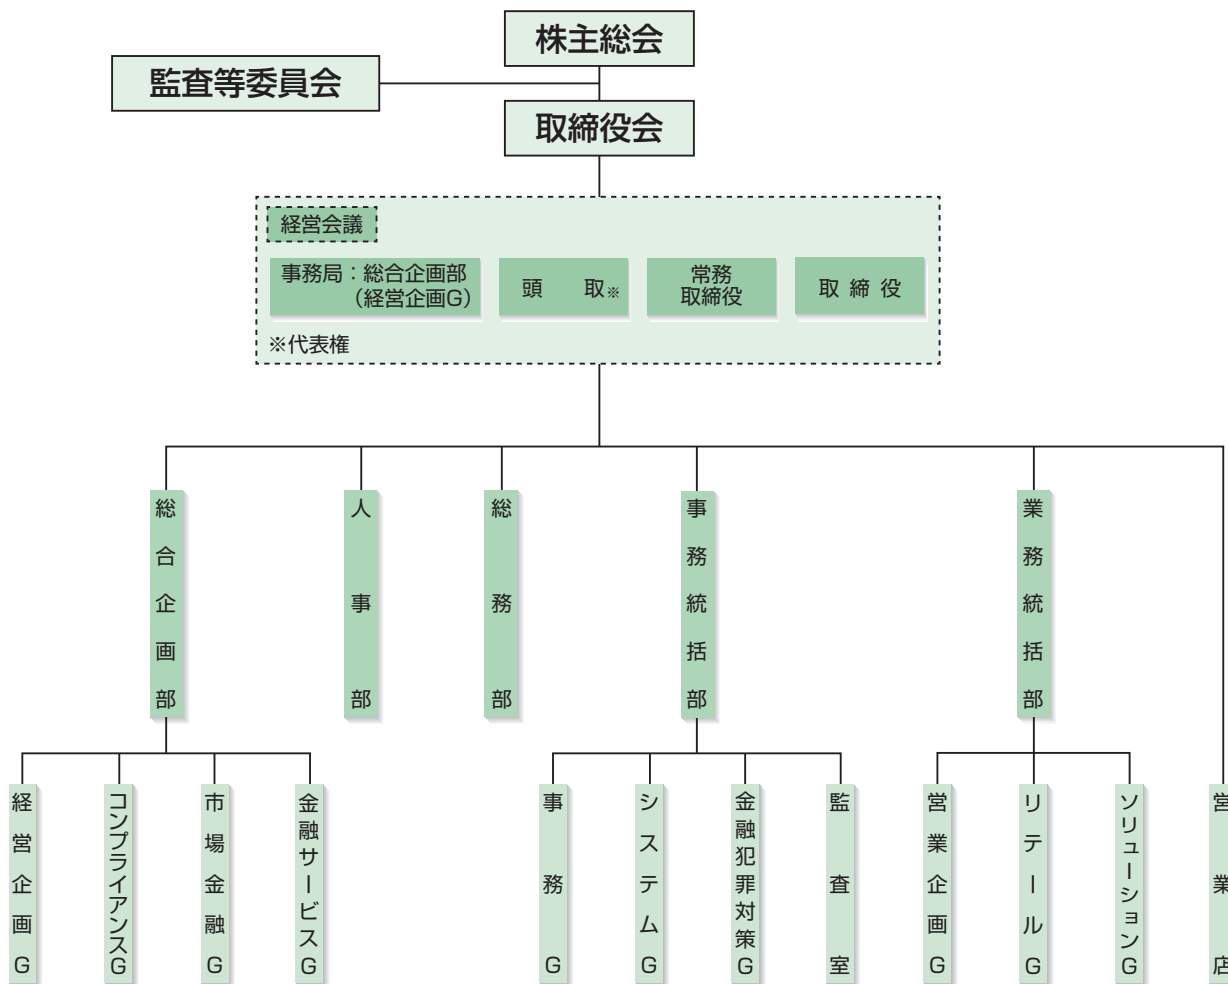 株主総会
監査等委員会
取締役会
経営会議
事務局：総合企画部
（経営企画G）
頭取※
常務
取締役
取締役
※代表権
総合企画部
人事部
総務部
事務統括部
業務統括部
経営企画G
コンプライアンスG
市場金融G
金融サービスG
事務G
システムG
金融犯罪対策G
監査室
営業企画G
リテールG
ソリューションG
営業店